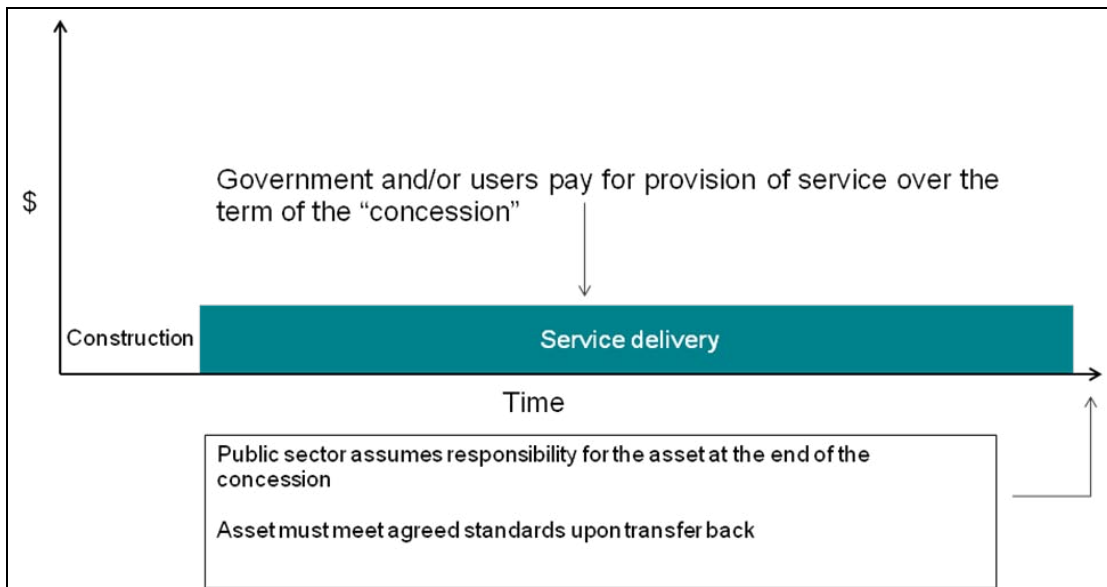 $
Government and/or users pay for provision of service over the
term of the “concession”
Construction
Service delivery
Time
Public sector assumes responsibility for the asset at the end of the
concession
Asset must meet agreed standards upon transfer back